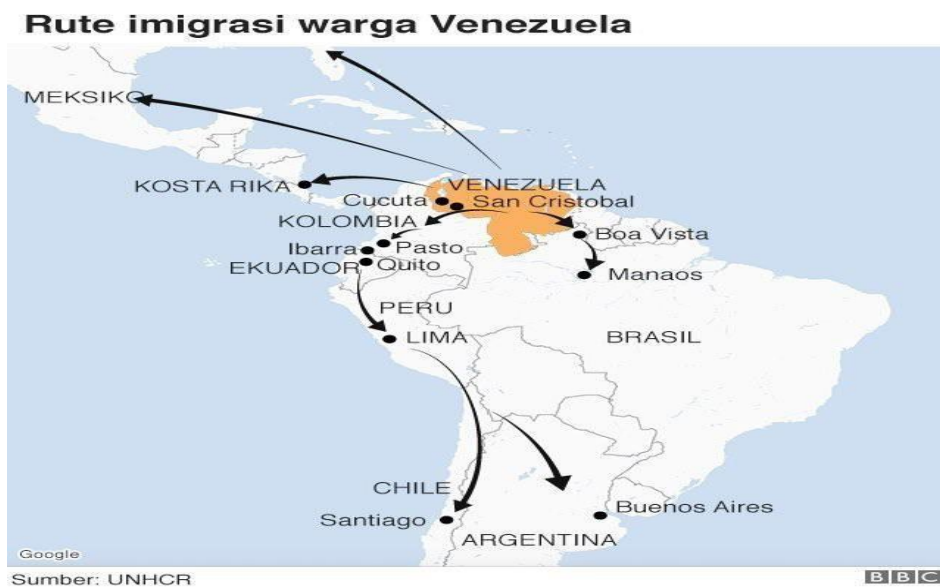 Rute imigrasi warga Venezuela
MEKSIKO
KOSTA RIKA
VENEZUELA
Cucuta
San Cristobal
KOLOMBIA
Boa Vista
Ibarra
Pasto
EKUADOR
Quito
Manaos
PERU
LIMA
BRASIL
CHILE
Santiago
Buenos Aires
ARGENTINA
Google
Sumber: UNHCR
BBC